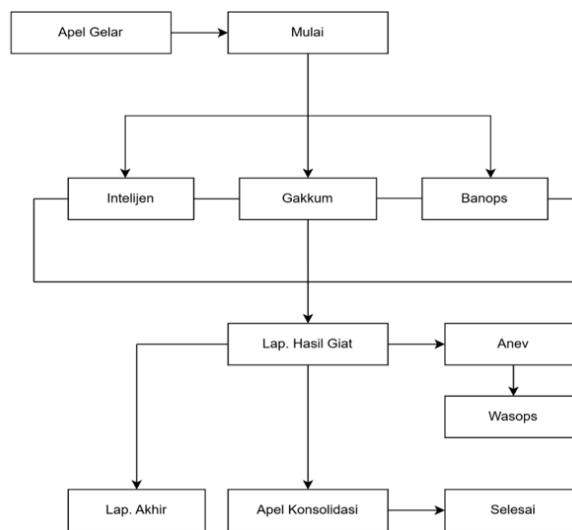 Apel Gelar
Mulai
Intelijen
Gakkum
Banops
Lap. Hasil Giat
Anev
Wasops
Lap. Akhir
Apel Konsolidasi
Selesai